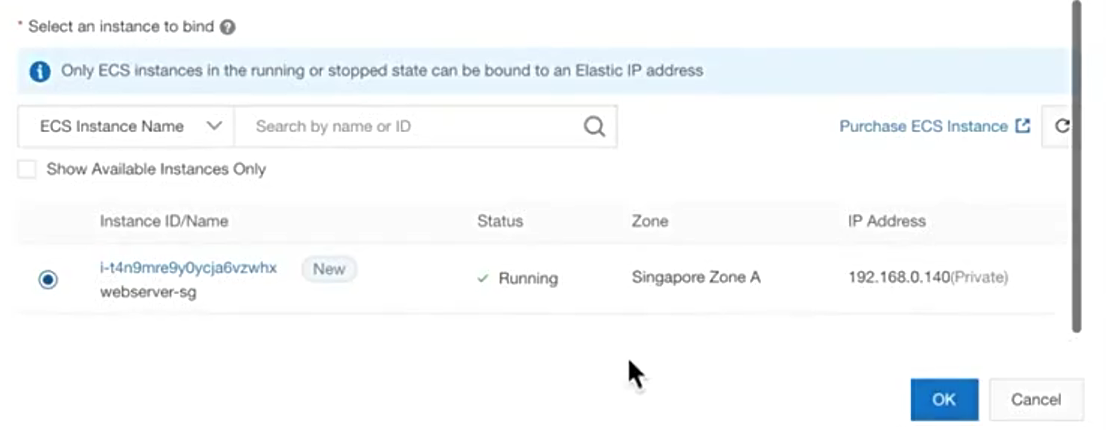 * Select an instance to bind ?
i Only ECS instances in the running or stopped state can be bound to an Elastic IP address
ECS Instance Name Search by name or ID Purchase ECS Instance
Show Available Instances Only
Instance ID/Name Status Zone IP Address
i-t4n9mre9y0ycja6vzwhx New Running Singapore Zone A 192.168.0.140(Private)
webserver-sg
OK Cancel